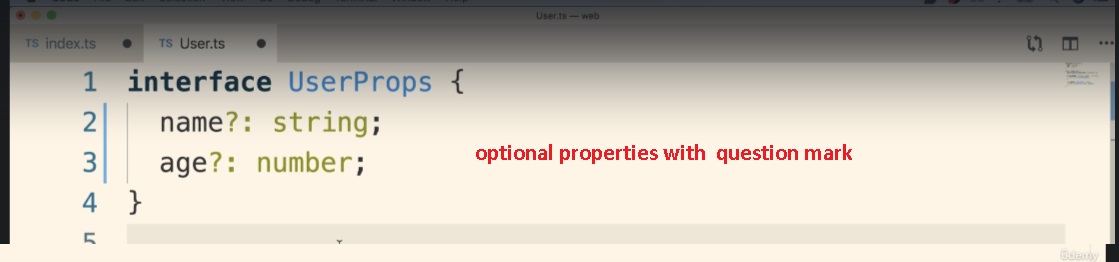 User.ts — web
TS index.ts
TS User.ts
1 interface UserProps {
2 name?: string;
3 age?: number;
optional properties with question mark
4 }
5
ûdemy